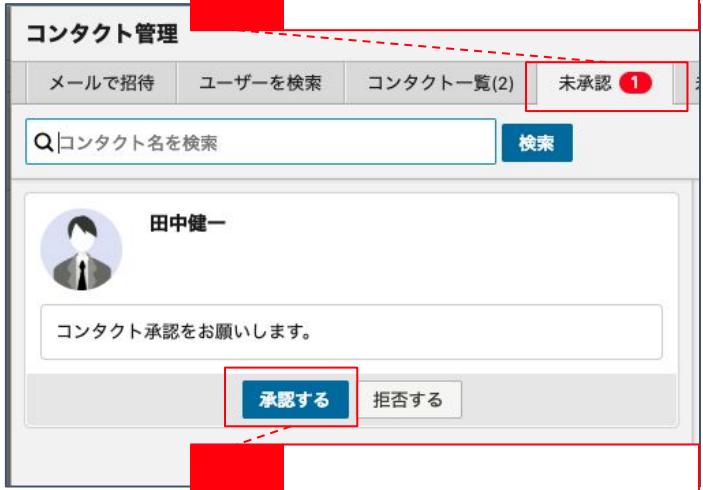 コンタクト管理
メールで招待 ユーザーを検索 コンタクト一覧(2) 未承認 1
コンタクト名を検索 検索
田中健一
コンタクト承認をお願いします。
承認する 拒否する